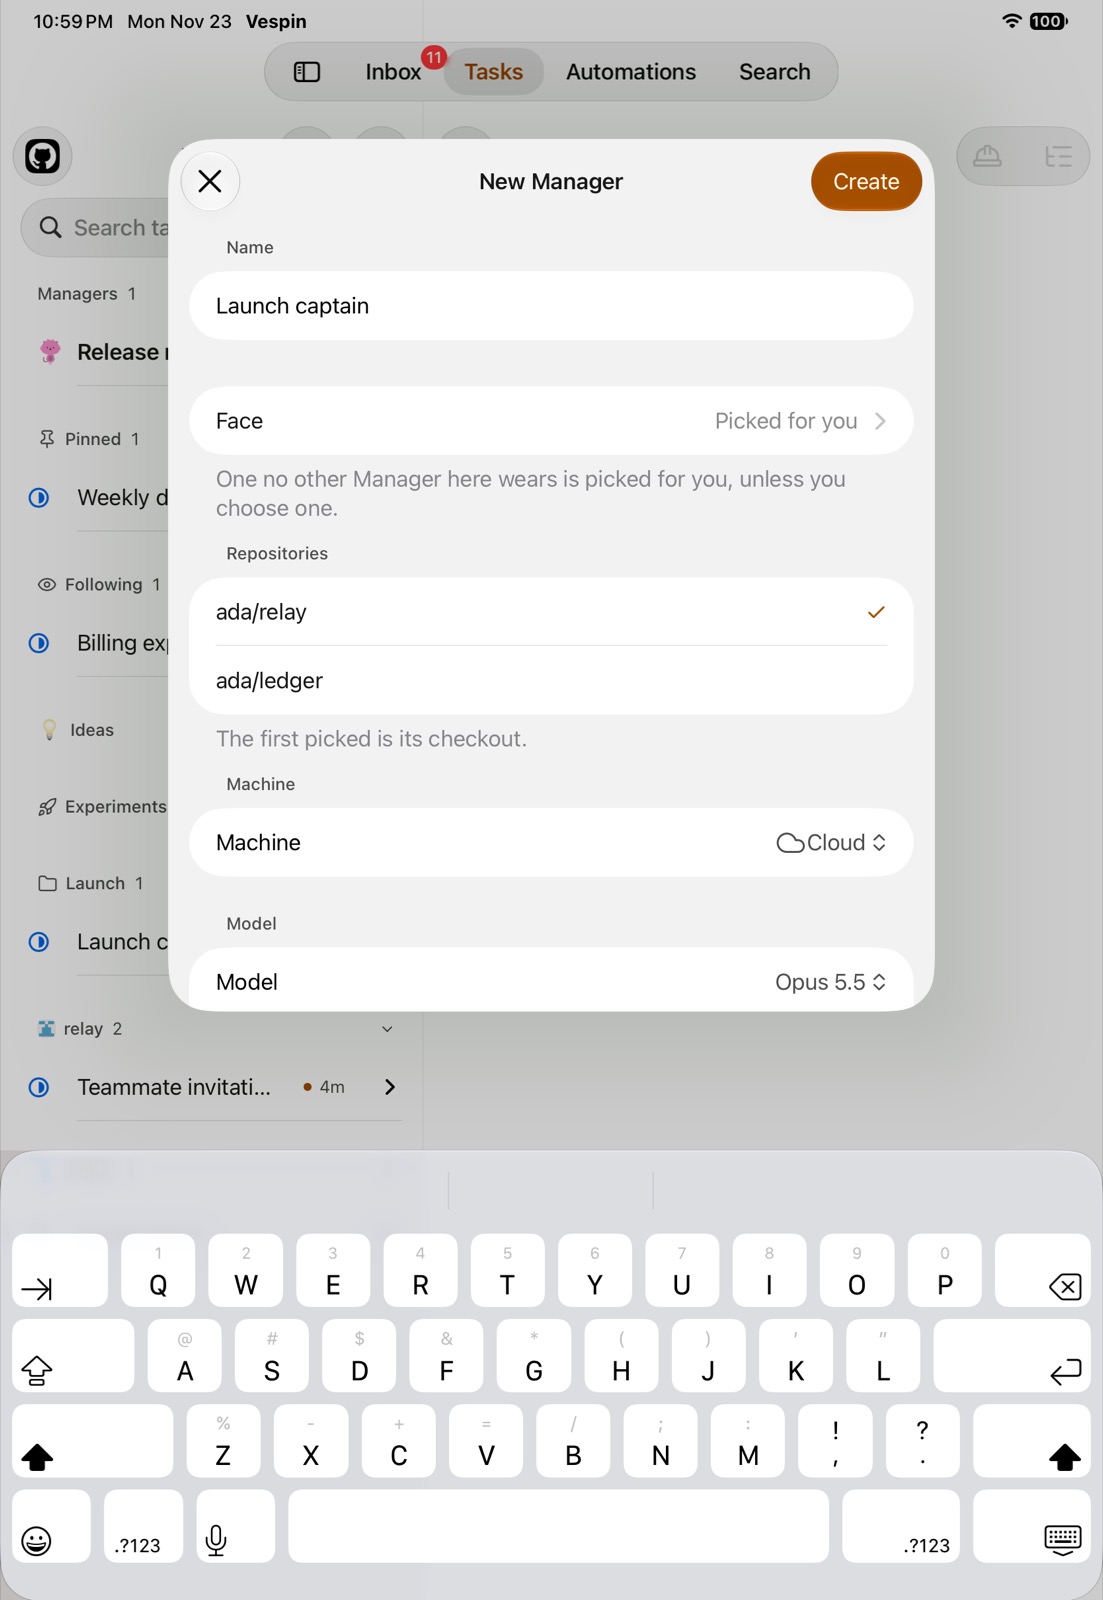 10:59 PM Mon Nov 23 Vespin 100
Inbox 11 Tasks Automations Search
New Manager
Create
Search ta
Name
Launch captain
Managers 1
Release
Face
Picked for you
One no other Manager here wears is picked for you, unless you
choose one.
Pinned 1
Weekly d
Repositories
ada/relay
ada/ledger
The first picked is its checkout.
Following 1
Billing exp
Ideas
Machine
Machine
Cloud
Experiments
Launch 1
Launch c
Model
Model
Opus 5.5
relay 2
Teammate invitati...
4m
1 2 3 4 5 6 7 8 9 0
Q W E R T Y U I O P
@ # $ & * ( ) ' "
A S D F G H J K L
% - + = / ; : ! ?
Z X C V B N M , .
.?123 .?123